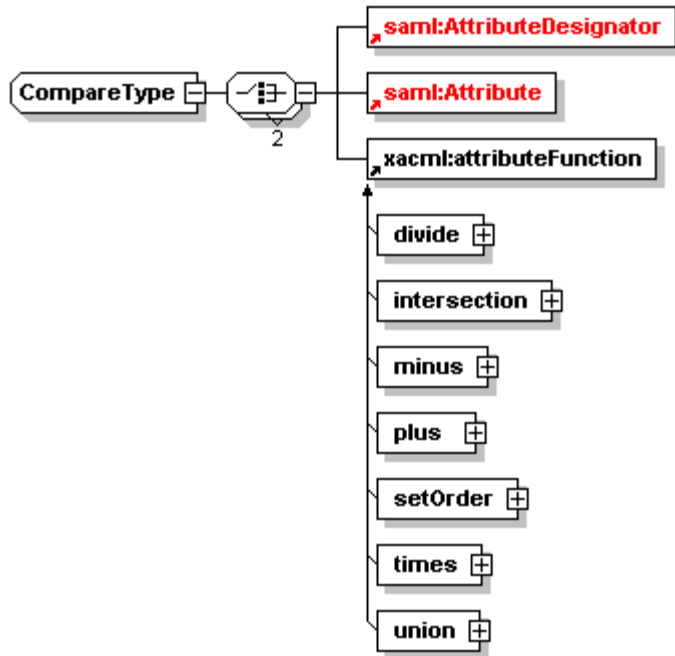 saml:AttributeDesignator
CompareType
saml:Attribute
2
xacml:attributeFunction
divide
intersection
minus
plus
setOrder
times
union